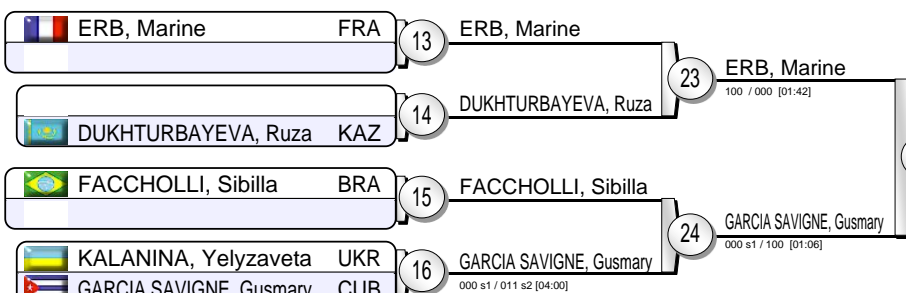 ERB, Marine FRA
13
ERB, Marine
23
ERB, Marine
100 / 000 [01:42]
DUKHTURBAYEVA, Ruza KAZ
14
DUKHTURBAYEVA, Ruza
FACCHOLLI, Sibilla BRA
15
FACCHOLLI, Sibilla
24
GARCIA SAVIGNE, Gusmary
000 s1 / 100 [01:06]
KALANINA, Yelyzaveta UKR
GARCIA SAVIGNE, Gusmary CUB
16
GARCIA SAVIGNE, Gusmary
000 s1 / 011 s2 [04:00]